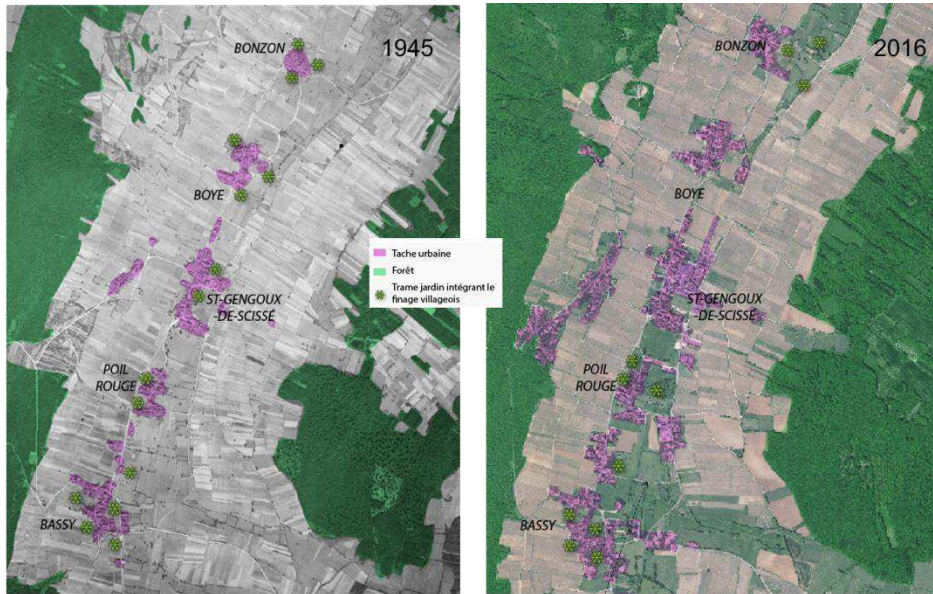 BONZON
1945
BOYE
ST-GENGOUX
-DE-SCISSÉ
POIL
ROUGE
BASSY
Tache urbaine
Forêt
Trame jardin intégrant le
finage villageois
BONZON
2016
BOYE
ST-GENGOUX
-DE-SCISSÉ
POIL
ROUGE
BASSY